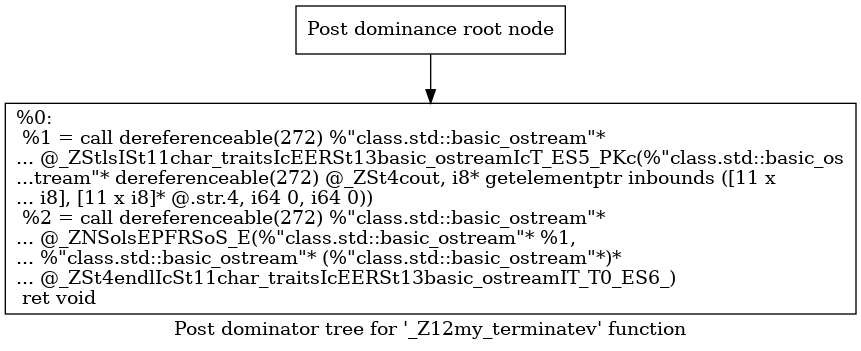 Post dominance root node
%0:
%1 = call dereferenceable(272) %"class.std::basic_ostream"*
... @_ZStlsISt11char_traitsIcEERSt13basic_ostreamIcT_ES5_PKc(%"class.std::basic_os
...tream"* dereferenceable(272) @_ZSt4cout, i8* getelementptr inbounds ([11 x
... i8], [11 x i8]* @.str.4, i64 0, i64 0))
%2 = call dereferenceable(272) %"class.std::basic_ostream"*
... @_ZNSolsEPFRSoS_E(%"class.std::basic_ostream"* %1,
... %"class.std::basic_ostream"* (%"class.std::basic_ostream"*)*
... @_ZSt4endlIcSt11char_traitsIcEERSt13basic_ostreamIT_T0_ES6_)
ret void
Post dominator tree for '_Z12my_terminatev' function